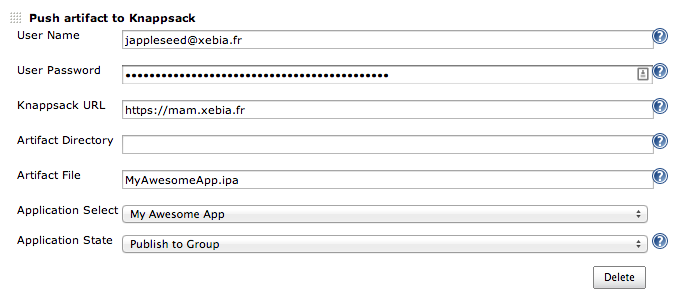 Push artifact to Knappsack
User Name jappleseed@xebia.fr
User Password ••••••••••••••••••••••••••••••••••••••••••••
Knappsack URL https://mam.xebia.fr
Artifact Directory
Artifact File MyAwesomeApp.ipa
Application Select My Awesome App
Application State Publish to Group
Delete